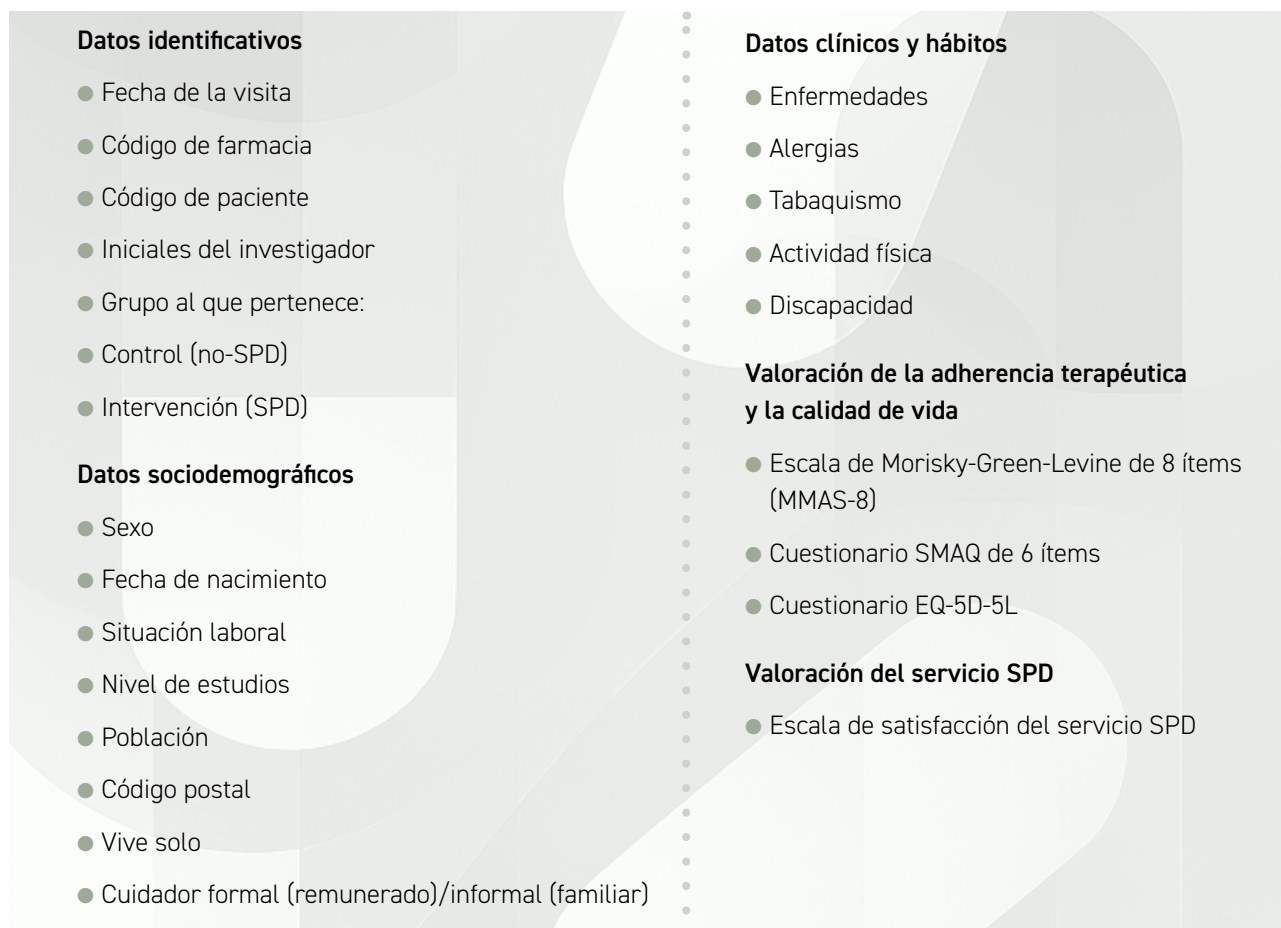 Datos identificativos
● Fecha de la visita
● Código de farmacia
● Código de paciente
● Iniciales del investigador
● Grupo al que pertenece:
● Control (no-SPD)
● Intervención (SPD)
Datos sociodemográficos
● Sexo
● Fecha de nacimiento
● Situación laboral
● Nivel de estudios
● Población
● Código postal
● Vive solo
● Cuidador formal (remunerado)/informal (familiar)
Datos clínicos y hábitos
● Enfermedades
● Alergias
● Tabaquismo
● Actividad física
● Discapacidad
Valoración de la adherencia terapéutica
y la calidad de vida
● Escala de Morisky-Green-Levine de 8 ítems
(MMAS-8)
● Cuestionario SMAQ de 6 ítems
● Cuestionario EQ-5D-5L
Valoración del servicio SPD
● Escala de satisfacción del servicio SPD